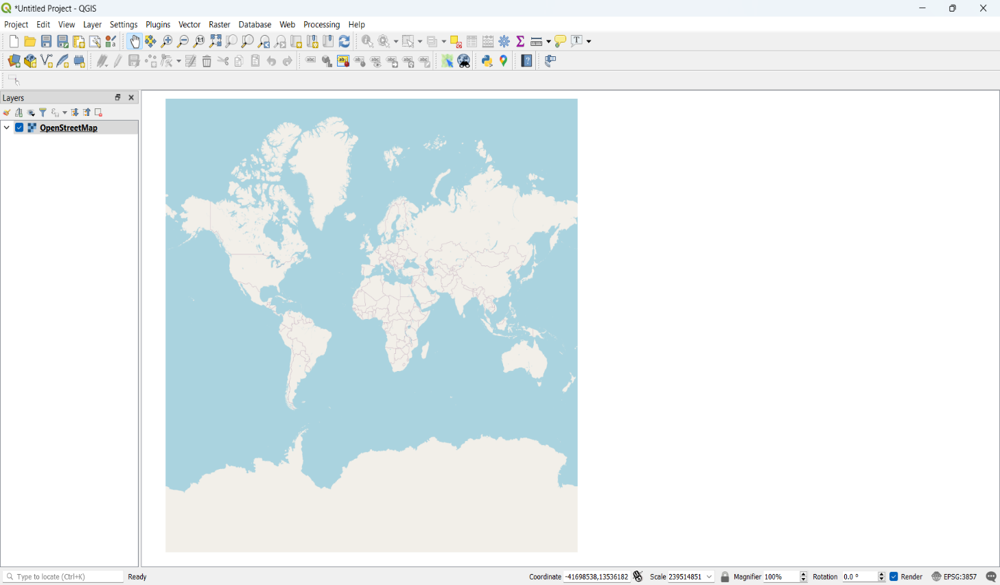 *Untitled Project - QGIS
Project Edit View Layer Settings Plugins Vector Raster Database Web Processing Help
Layers
OpenStreetMap
Type to locate (Ctrl+K) Ready Coordinate -41698538,13536182 Scale 239514851 Magnifier 100% Rotation 0.0 ° Render EPSG:3857